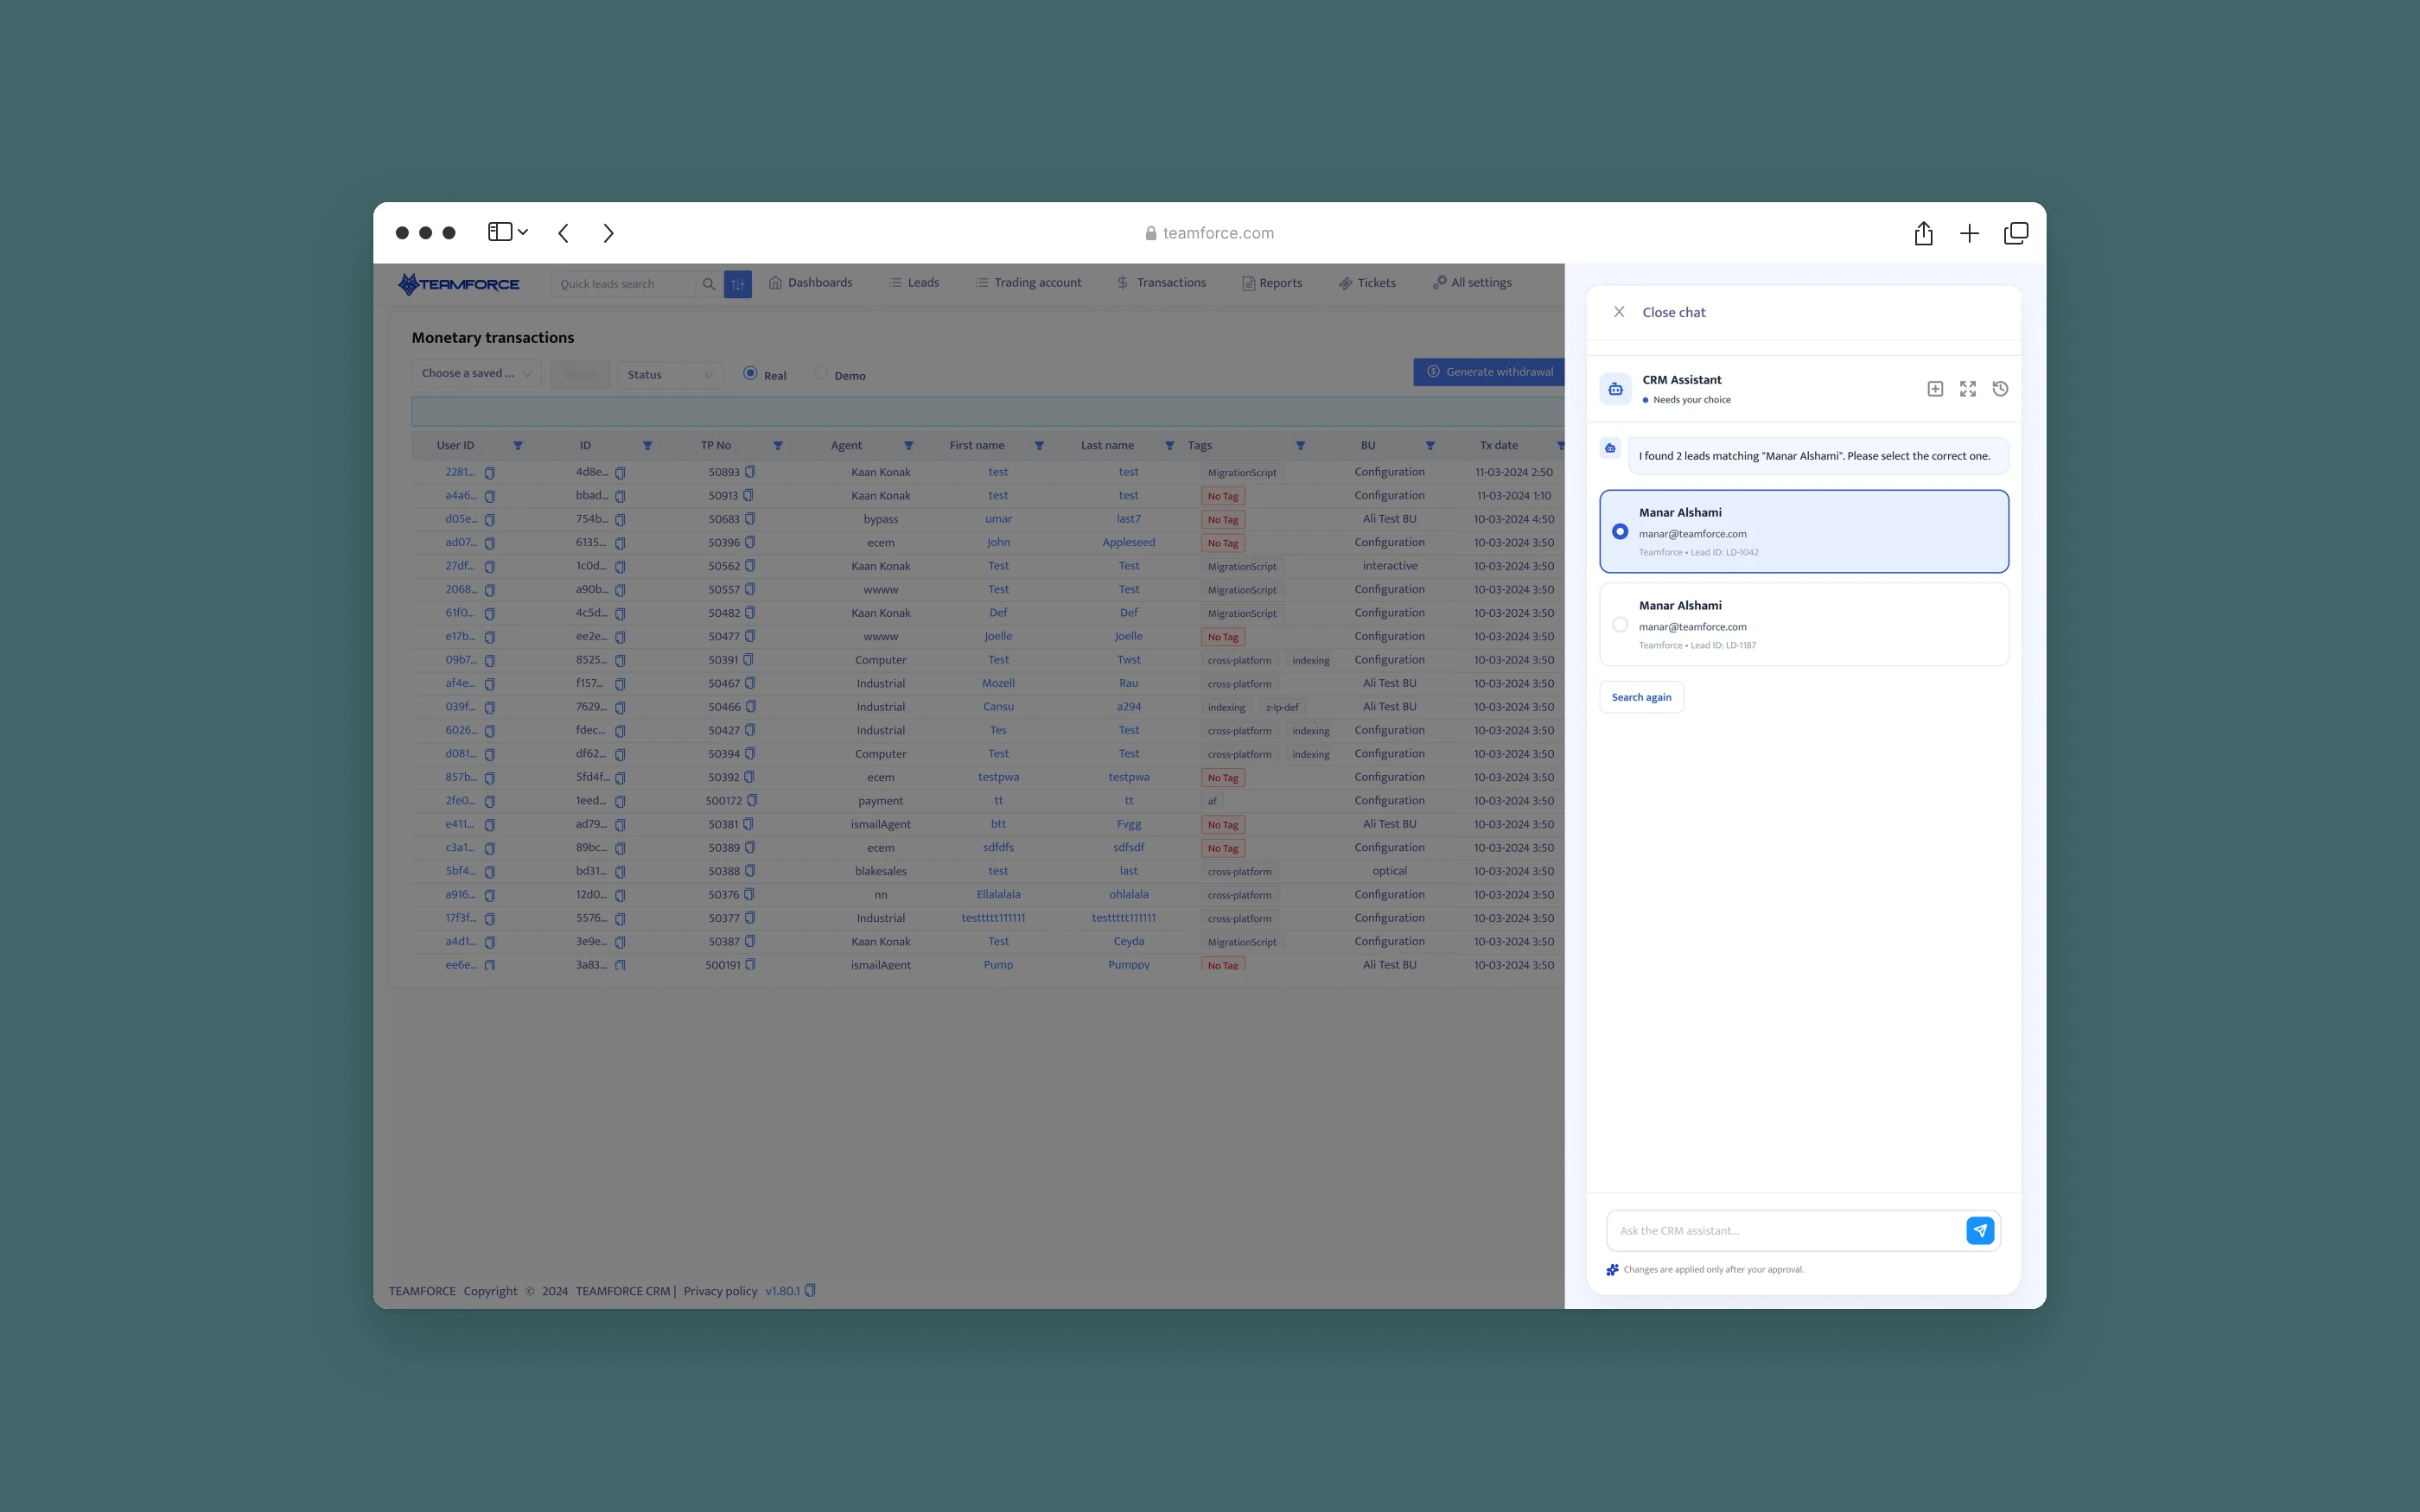 teamforce.com
TEAMFORCE
Quick leads search
Dashboards
Leads
Trading account
Transactions
Reports
Tickets
All settings
Monetary transactions
Choose a saved ...
Status
Real
Demo
Generate withdrawal
User ID ID TP No Agent First name Last name Tags BU Tx date
2281... 4d8e... 50893 Kaan Konak test test MigrationScript Configuration 11-03-2024 2:50
a4a6... bbad... 50913 Kaan Konak test test No Tag Configuration 11-03-2024 1:10
d05e... 754b... 50683 bypass umar last7 No Tag Ali Test BU 10-03-2024 4:50
ad07... 6135... 50396 ecem John Appleseed No Tag Configuration 10-03-2024 3:50
27df... 1c0d... 50562 Kaan Konak Test Test MigrationScript interactive 10-03-2024 3:50
2068... a90b... 50557 wwww Test Test MigrationScript Configuration 10-03-2024 3:50
61f0... 4c5d... 50482 Kaan Konak Def Def MigrationScript Configuration 10-03-2024 3:50
e17b... ee2e... 50477 wwww Joelle Joelle No Tag Configuration 10-03-2024 3:50
09b7... 8525... 50391 Computer Test Twst cross-platform indexing Configuration 10-03-2024 3:50
af4e... f157... 50467 Industrial Mozell Rau cross-platform Ali Test BU 10-03-2024 3:50
039f... 7629... 50466 Industrial Cansu a294 indexing z-lp-def Ali Test BU 10-03-2024 3:50
6026... fdec... 50427 Industrial Tes Test cross-platform indexing Configuration 10-03-2024 3:50
d081... df62... 50394 Computer Test Test cross-platform indexing Configuration 10-03-2024 3:50
857b... 5fd4f... 50392 ecem testpwa testpwa No Tag Configuration 10-03-2024 3:50
2fe0... 1eed... 500172 payment tt tt af Configuration 10-03-2024 3:50
e411... ad79... 50381 ismailAgent btt Fvgg No Tag Ali Test BU 10-03-2024 3:50
c3a1... 89bc... 50389 ecem sdfdfs sdfsdf No Tag Configuration 10-03-2024 3:50
5bf4... bd31... 50388 blakesales test last cross-platform optical 10-03-2024 3:50
a916... 12d0... 50376 nn Ellalalala ohlalala cross-platform Configuration 10-03-2024 3:50
17f3f... 5576... 50377 Industrial testtttt111111 testtttt111111 cross-platform Configuration 10-03-2024 3:50
a4d1... 3e9e... 50387 Kaan Konak Test Ceyda MigrationScript Configuration 10-03-2024 3:50
ee6e... 3a83... 500191 ismailAgent Pump Pumppy No Tag Ali Test BU 10-03-2024 3:50
TEAMFORCE Copyright © 2024 TEAMFORCE CRM | Privacy policy v1.80.1
Close chat
CRM Assistant
Needs your choice
I found 2 leads matching "Manar Alshami". Please select the correct one.
Manar Alshami
manar@teamforce.com
Teamforce • Lead ID: LD-1042
Manar Alshami
manar@teamforce.com
Teamforce • Lead ID: LD-1187
Search again
Ask the CRM assistant...
Changes are applied only after your approval.